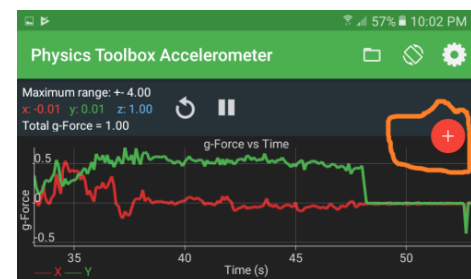 57% 10:02 PM
Physics Toolbox Accelerometer
Maximum range: +- 4.00
x: -0.01 y: 0.01 z: 1.00
Total g-Force = 1.00
+
g-Force vs Time
g-Force
0.5
0
-0.5
35 40 45 50
X Y Time (s)